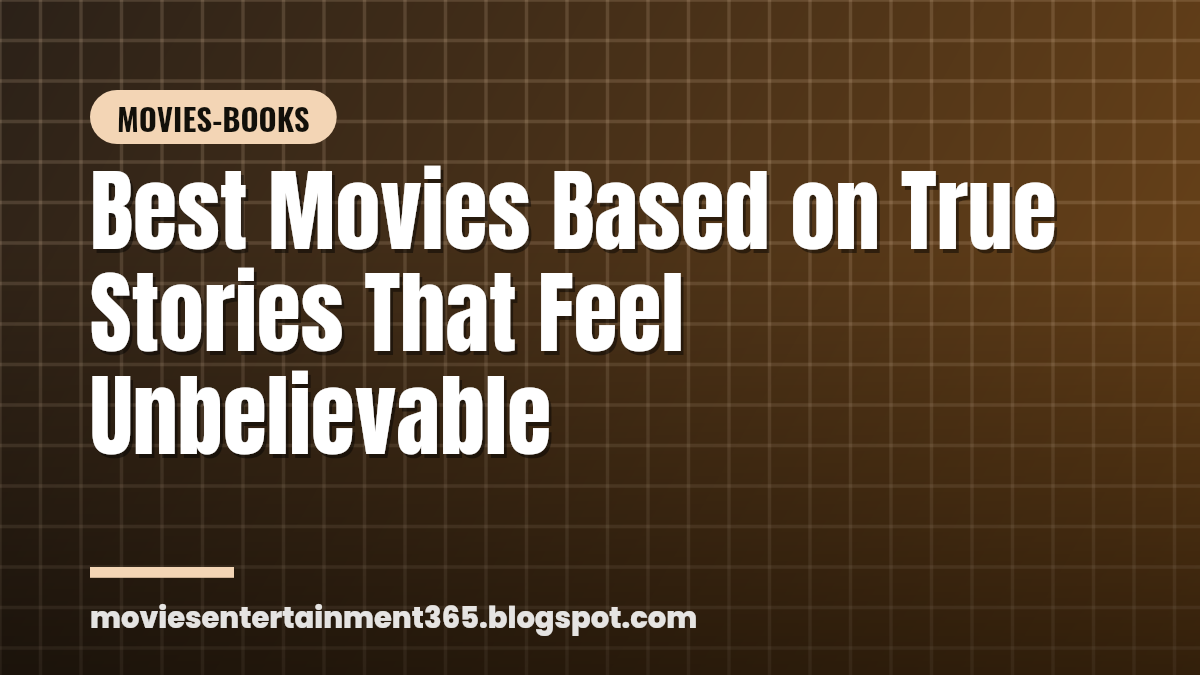 MOVIES-BOOKS
Best Movies Based on True
Stories That Feel
Unbelievable
moviesentertainment365.blogspot.com